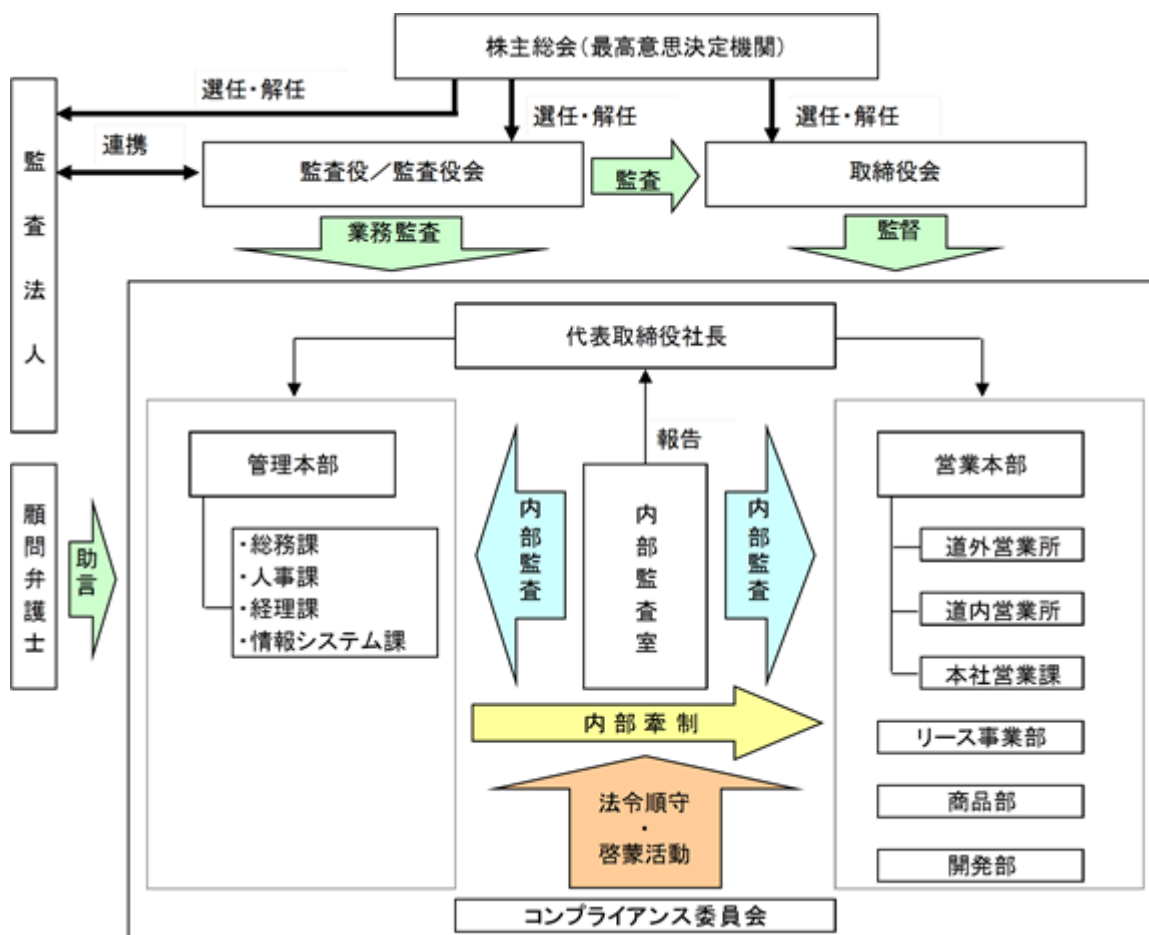 株主総会(最高意思決定機関)
選任・解任
選任・解任
選任・解任
連携
監査法人
監査役/監査役会
監査
取締役会
業務監査
監督
代表取締役社長
報告
管理本部
・総務課
・人事課
・経理課
・情報システム課
内部監査
内部監査室
内部監査
営業本部
道外営業所
道内営業所
本社営業課
リース事業部
商品部
開発部
顧問弁護士
助言
内部牽制
法令順守
・
啓蒙活動
コンプライアンス委員会